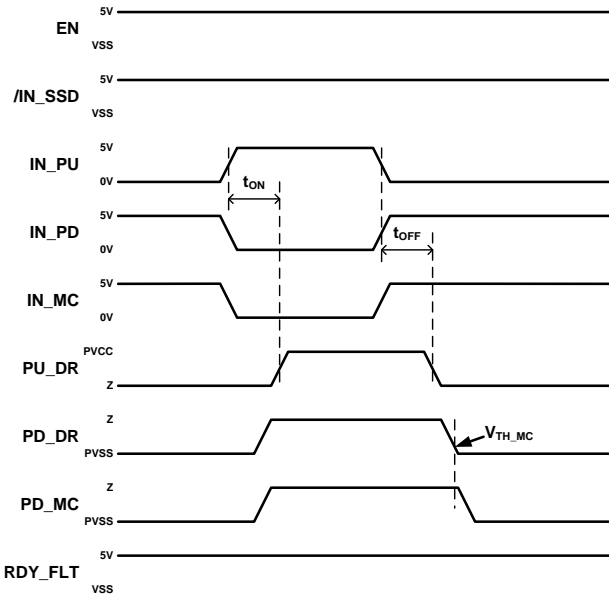 5V
EN
VSS
5V
/IN_SSD
VSS
5V
IN_PU
0V
tON
5V
IN_PD
0V
tOFF
5V
IN_MC
0V
PVCC
PU_DR
Z
Z
PD_DR
PVSS
VTH_MC
Z
PD_MC
PVSS
5V
RDY_FLT
VSS